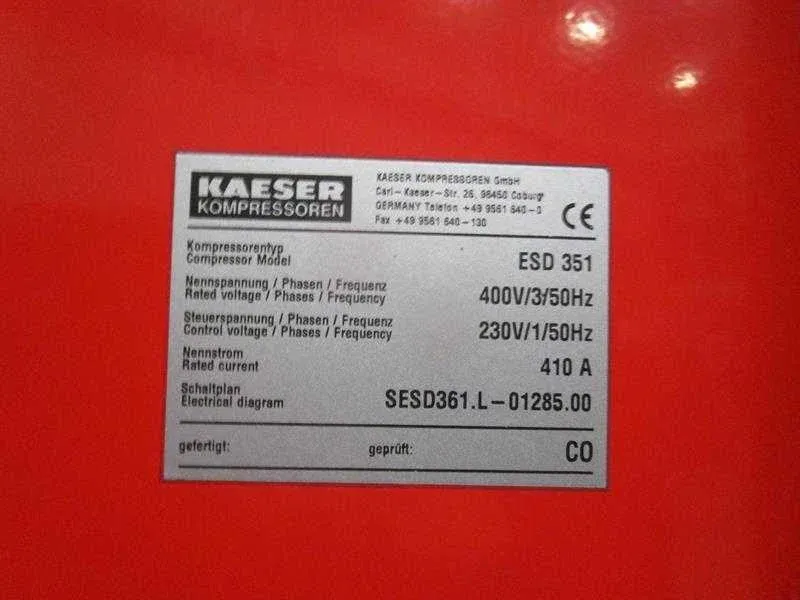 KAESER
KOMPRESSOREN
KAESER KOMPRESSOREN GmbH
Carl-Kaeser-Str. 26, 96450 Coburg
GERMANY Telefon +49 9561 640-0
Fax +49 9561 640-130
CE
Kompressorentyp
Compressor Model
ESD 351
Nennspannung / Phasen / Frequenz
Rated voltage / Phases / Frequency
400V/3/50Hz
Steuerspannung / Phasen / Frequenz
Control voltage / Phases / Frequency
230V/1/50Hz
Nennstrom
Rated current
410 A
Schaltplan
Electrical diagram
SESD361.L-01285.00
gefertigt:
geprüft:
CO